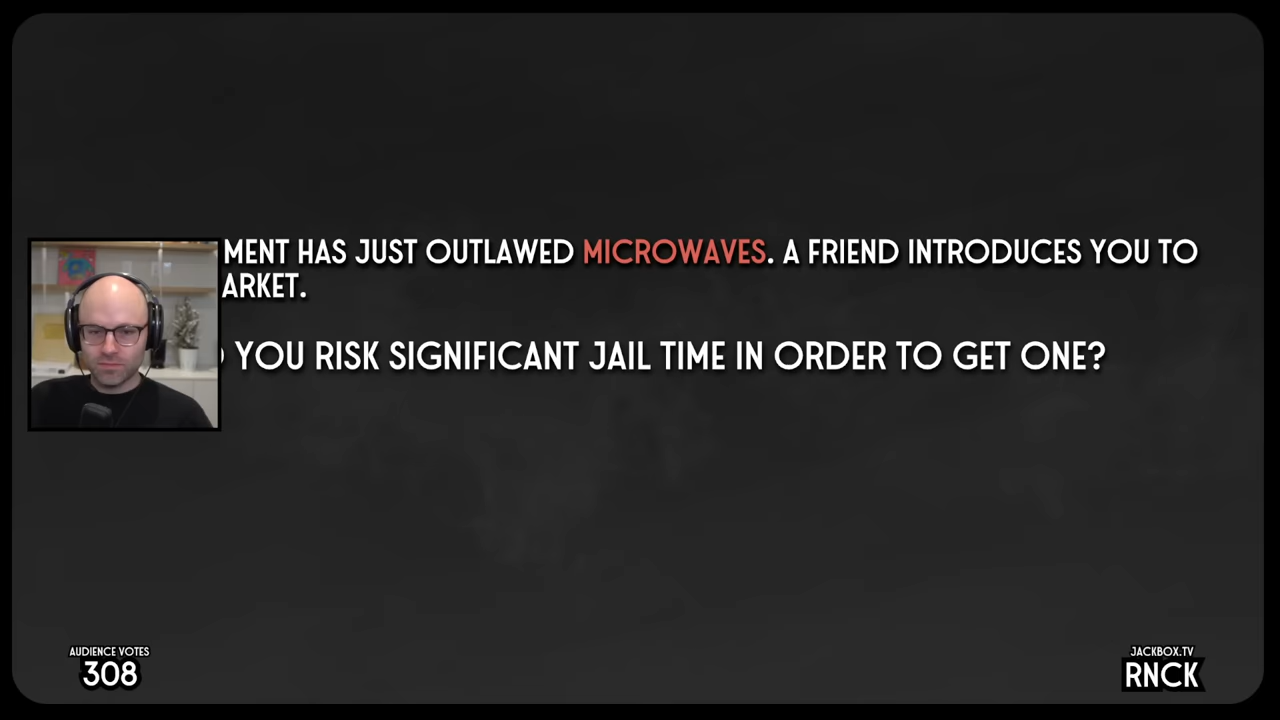 MENT HAS JUST OUTLAWED MICROWAVES. A FRIEND INTRODUCES YOU TO
ARKET.
YOU RISK SIGNIFICANT JAIL TIME IN ORDER TO GET ONE?
AUDIENCE VOTES
308
JACKBOX.TV
RNCK